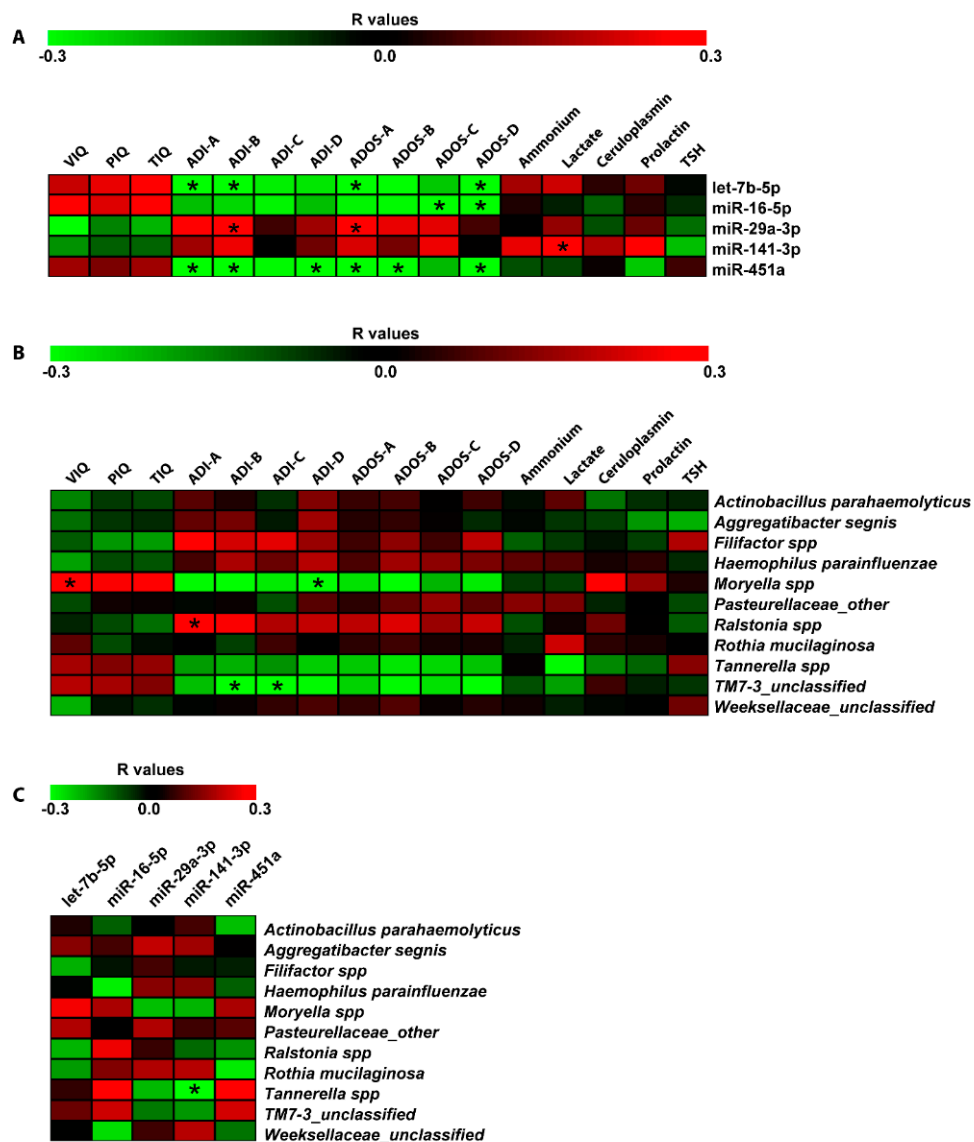 R values
A
-0.3 0.0 0.3
VIQ PIQ TIQ ADI-A ADI-B ADI-C ADI-D ADOS-A ADOS-B ADOS-C ADOS-D Ammonium Lactate Ceruloplasmin Prolactin TSH
* * * * let-7b-5p
* * miR-16-5p
* * miR-29a-3p
* miR-141-3p
* * * * * * miR-451a
R values
B
-0.3 0.0 0.3
VIQ PIQ TIQ ADI-A ADI-B ADI-C ADI-D ADOS-A ADOS-B ADOS-C ADOS-D Ammonium Lactate Ceruloplasmin Prolactin TSH
Actinobacillus parahaemolyticus
Aggregatibacter segnis
Filifactor spp
Haemophilus parainfluenzae
* * Moryella spp
Pasteurellaceae_other
* Ralstonia spp
Rothia mucilaginosa
Tannerella spp
* * TM7-3_unclassified
Weeksellaceae_unclassified
R values
C
-0.3 0.0 0.3
let-7b-5p miR-16-5p miR-29a-3p miR-141-3p miR-451a
Actinobacillus parahaemolyticus
Aggregatibacter segnis
Filifactor spp
Haemophilus parainfluenzae
Moryella spp
Pasteurellaceae_other
Ralstonia spp
Rothia mucilaginosa
* Tannerella spp
TM7-3_unclassified
Weeksellaceae_unclassified